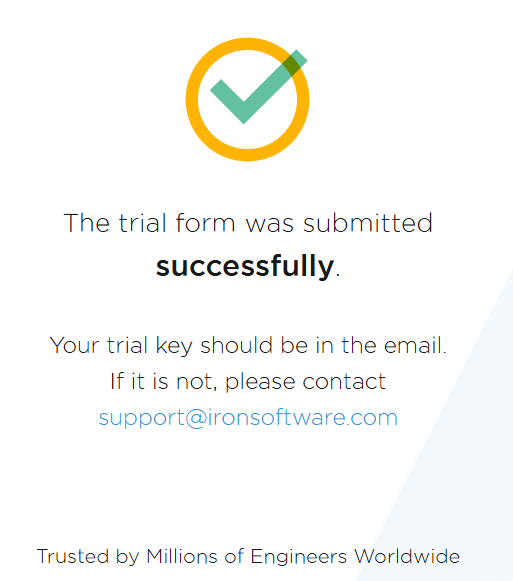 The trial form was submitted
successfully.
Your trial key should be in the email.
If it is not, please contact
support@ironsoftware.com
Trusted by Millions of Engineers Worldwide